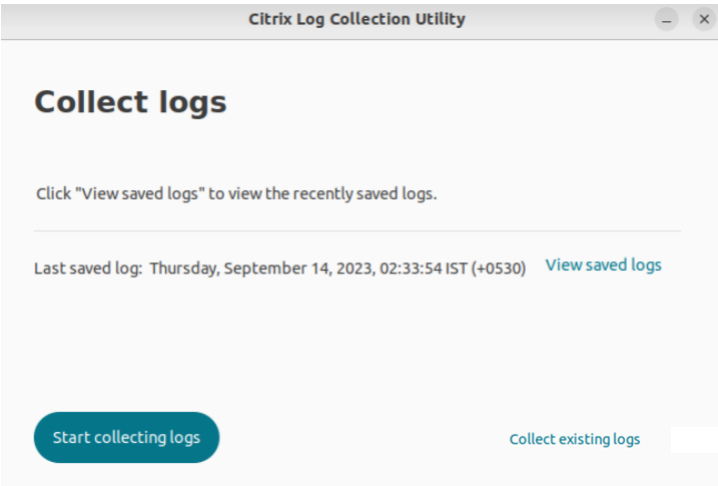 Citrix Log Collection Utility
Collect logs
Click "View saved logs" to view the recently saved logs.
Last saved log: Thursday, September 14, 2023, 02:33:54 IST (+0530) View saved logs
Start collecting logs
Collect existing logs